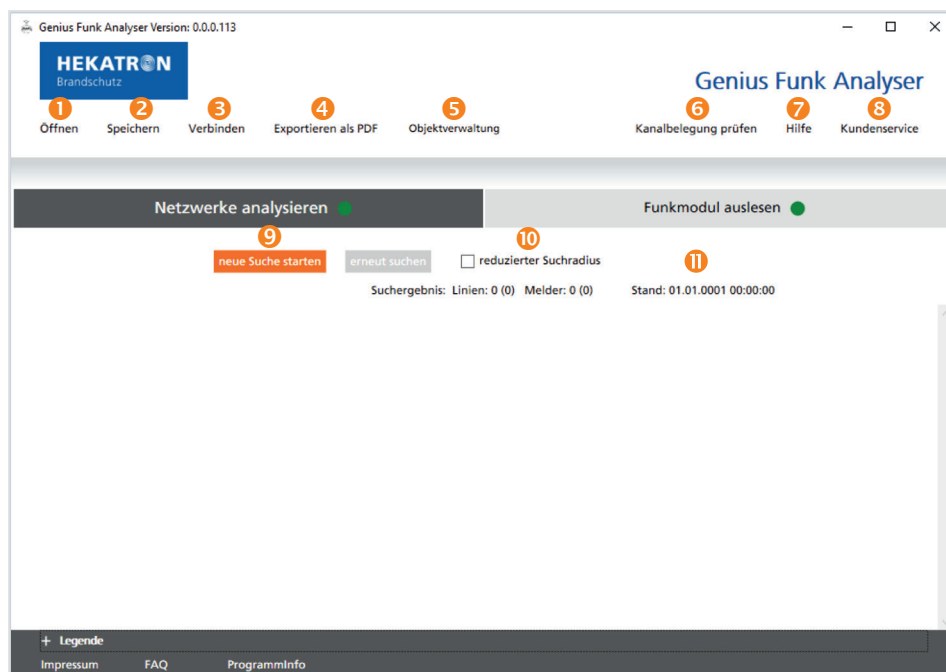 Genius Funk Analyser Version: 0.0.0.113
HEKATRON
Brandschutz
Genius Funk Analyser
1 2 3 4 5 6 7 8
Öffnen Speichern Verbinden Exportieren als PDF Objektverwaltung Kanalbelegung prüfen Hilfe Kundenservice
Netzwerke analysieren Funkmodul auslesen
9 10
neue Suche starten erneut suchen reduzierter Suchradius 11
Suchergebnis: Linien: 0 (0) Melder: 0 (0) Stand: 01.01.0001 00:00:00
+ Legende
Impressum FAQ ProgrammInfo